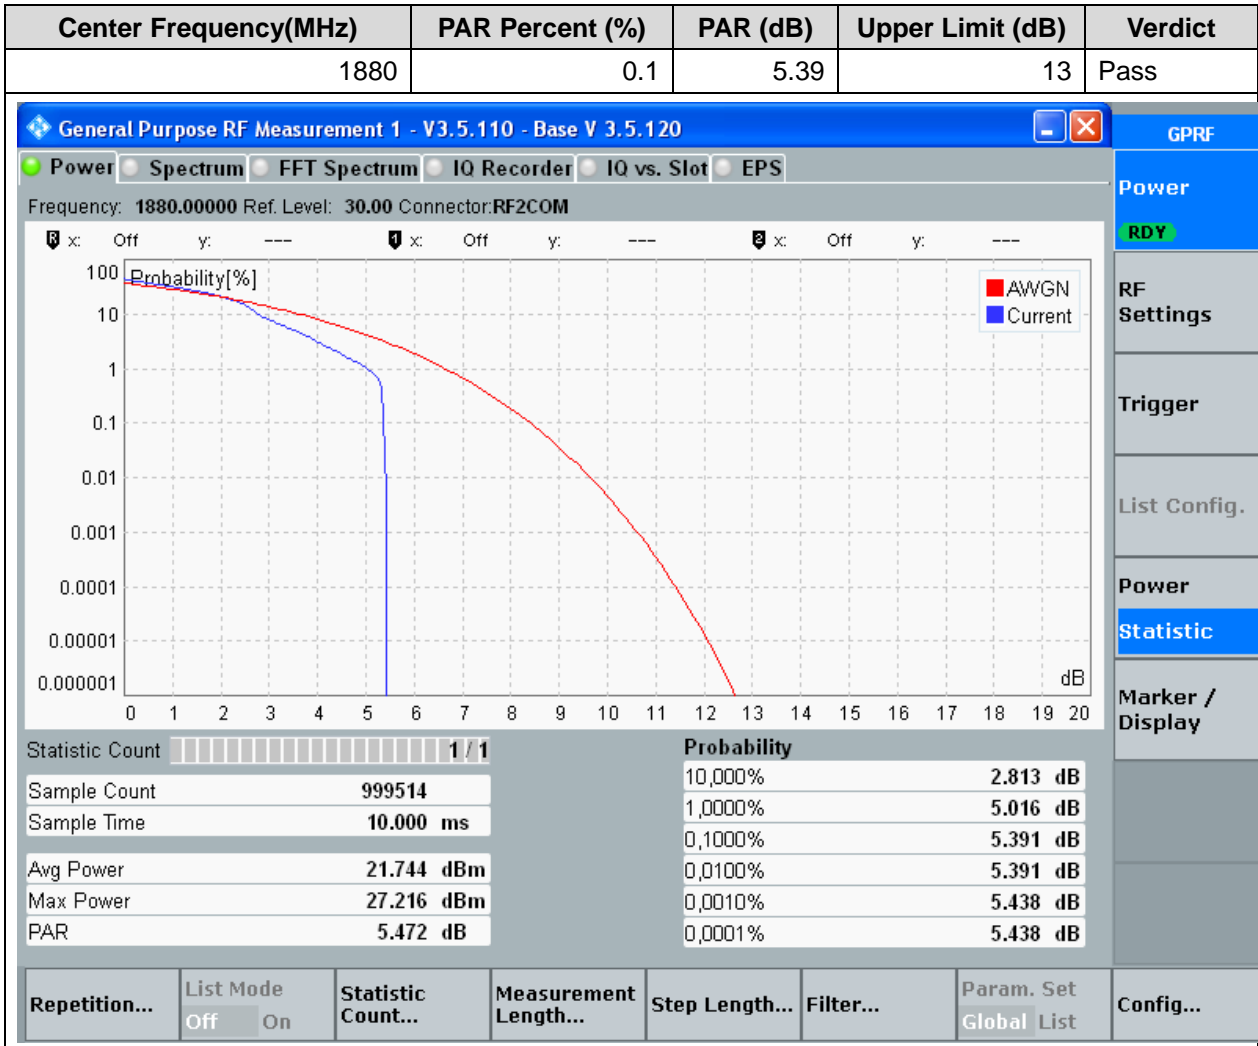 Center Frequency(MHz) PAR Percent (%) PAR (dB) Upper Limit (dB) Verdict
1880 0.1 5.39 13 Pass
General Purpose RF Measurement 1 - V3.5.110 - Base V 3.5.120
GPRF
Power Spectrum FFT Spectrum IQ Recorder IQ vs. Slot EPS
Power
RDY
Frequency: 1880.00000 Ref. Level: 30.00 Connector:RF2COM
R x: Off y: --- 1 x: Off y: --- 2 x: Off y: ---
100 Probability[%]
AWGN
Current
10
1
0.1
0.01
0.001
0.0001
0.00001
0.000001
dB
0 1 2 3 4 5 6 7 8 9 10 11 12 13 14 15 16 17 18 19 20
RF
Settings
Trigger
List Config.
Power
Statistic
Marker /
Display
Statistic Count 1 / 1
Sample Count 999514
Sample Time 10.000 ms
Avg Power 21.744 dBm
Max Power 27.216 dBm
PAR 5.472 dB
Probability
10,000% 2.813 dB
1,0000% 5.016 dB
0,1000% 5.391 dB
0,0100% 5.391 dB
0,0010% 5.438 dB
0,0001% 5.438 dB
Repetition...
List Mode
Off On
Statistic
Count...
Measurement
Length...
Step Length...
Filter...
Param. Set
Global List
Config...